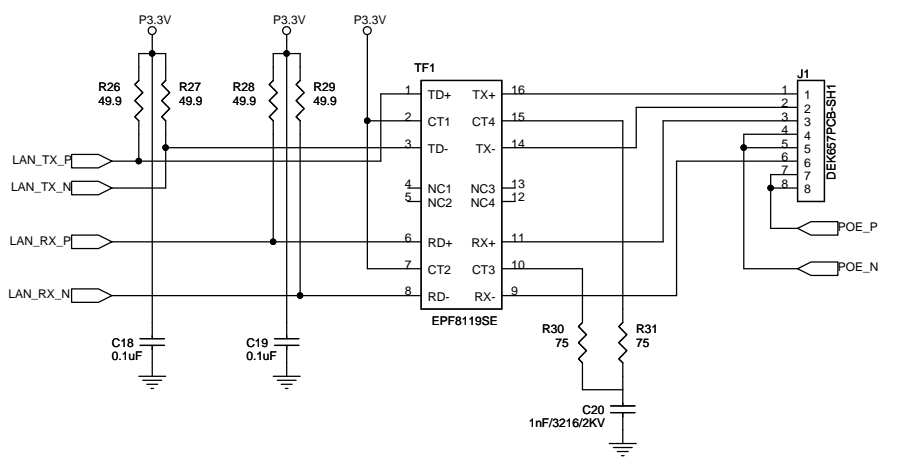 P3.3V P3.3V P3.3V
TF1
J1
R26 49.9
R27 49.9
R28 49.9
R29 49.9
1 TD+ TX+ 16
2 CT1 CT4 15
3 TD- TX- 14
4 NC1 NC3 13
5 NC2 NC4 12
6 RD+ RX+ 11
7 CT2 CT3 10
8 RD- RX- 9
EPF8119SE
1 1
2 2
3 3
4 4
5 5
6 6
7 7
8 8
DEK657PCB-SH1
LAN_TX_P
LAN_TX_N
LAN_RX_P
LAN_RX_N
POE_P
POE_N
C18
0.1uF
C19
0.1uF
R30
75
R31
75
C20
1nF/3216/2KV